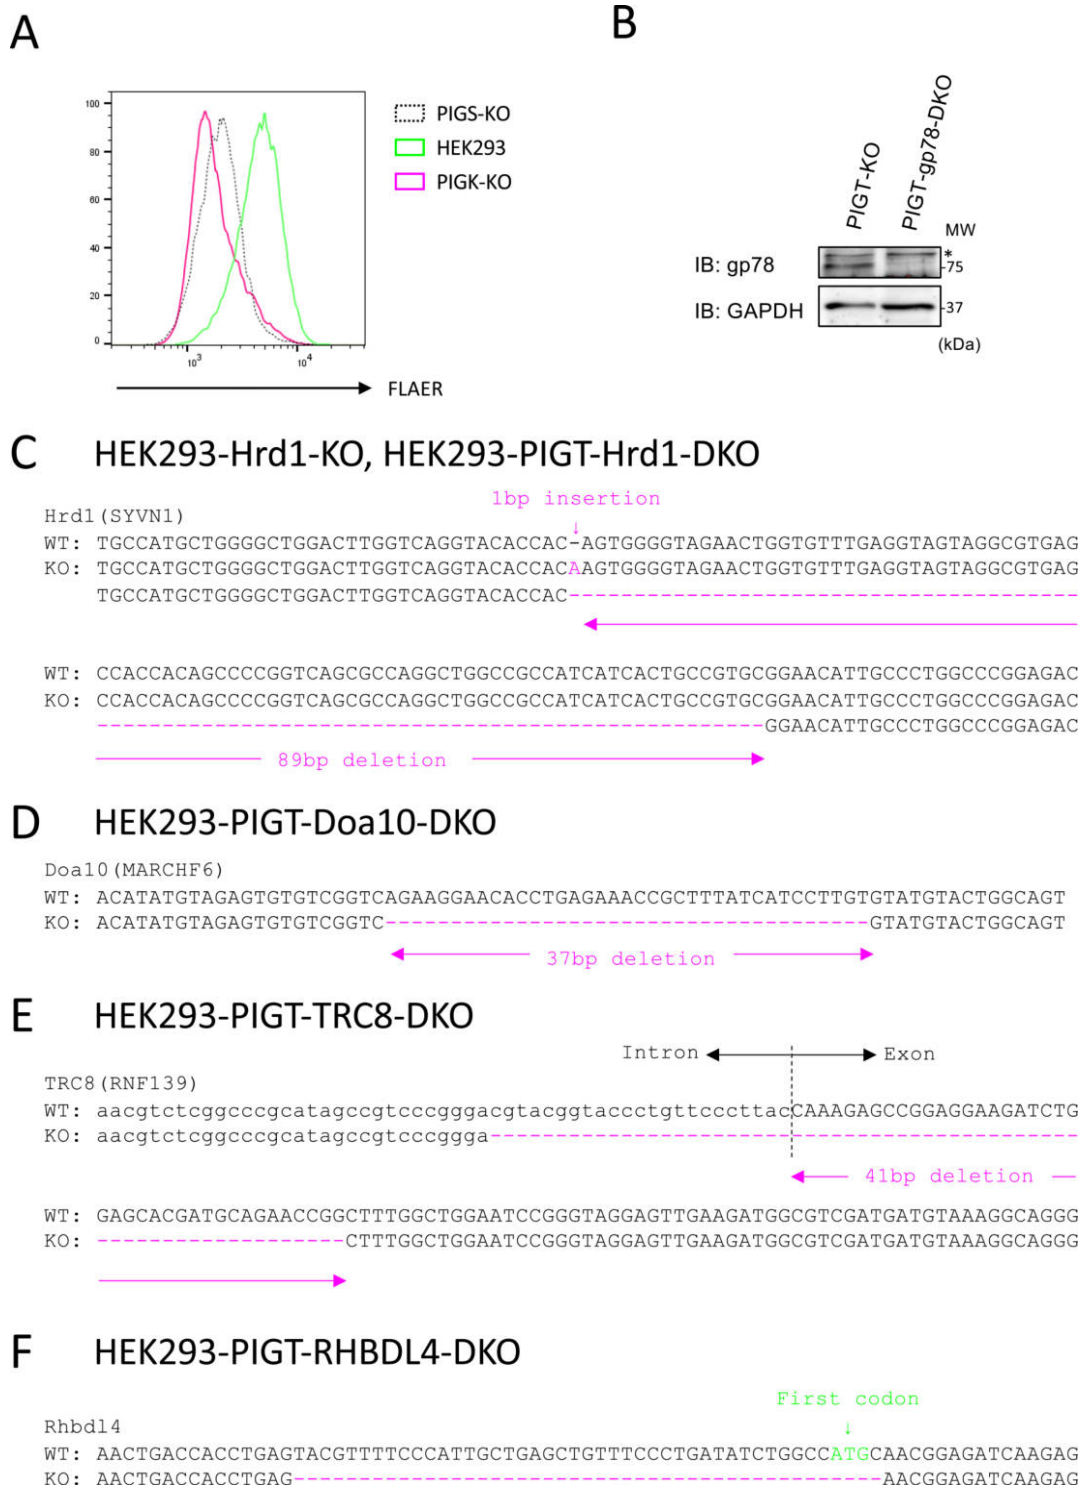 A
B
100
80
60
40
20
0
10³
10⁴
FLAER
PIGS-KO
HEK293
PIGK-KO
PIGT-KO
PIGT-gp78-DKO
MW
IB: gp78
*
-75
IB: GAPDH
-37
(kDa)
C HEK293-Hrd1-KO, HEK293-PIGT-Hrd1-DKO
1bp insertion
↓
Hrd1(SYVN1)
WT: TGCCATGCTGGGGCTGGACTTGGTCAGGTACACCAC-AGTGGGGTAGAACTGGTGTTTGAGGTAGTAGGCGTGAG
KO: TGCCATGCTGGGGCTGGACTTGGTCAGGTACACCACAAGTGGGGTAGAACTGGTGTTTGAGGTAGTAGGCGTGAG
TGCCATGCTGGGGCTGGACTTGGTCAGGTACACCAC---------------------------------------
WT: CCACCACAGCCCCGGTCAGCGCCAGGCTGGCCGCCATCATCACTGCCGTGCGGAACATTGCCCTGGCCCGGAGAC
KO: CCACCACAGCCCCGGTCAGCGCCAGGCTGGCCGCCATCATCACTGCCGTGCGGAACATTGCCCTGGCCCGGAGAC
---------------------------------------------------GGAACATTGCCCTGGCCCGGAGAC
89bp deletion
D HEK293-PIGT-Doa10-DKO
Doa10(MARCHF6)
WT: ACATATGTAGAGTGTGTCGGTCAGAAGGAACACCTGAGAAACCGCTTTATCATCCTTGTGTATGTACTGGCAGT
KO: ACATATGTAGAGTGTGTCGGTC-------------------------------------GTATGTACTGGCAGT
37bp deletion
E HEK293-PIGT-TRC8-DKO
Intron
Exon
TRC8(RNF139)
WT: aacgtctcggcccgcatagccgtcccgggacgtacggtaccctgttcccttacCAAAGAGCCGGAGGAAGATCTG
KO: aacgtctcggcccgcatagccgtcccggga---------------------------------------------
41bp deletion
WT: GAGCACGATGCAGAACCGGCTTTGGCTGGAATCCGGGTAGGAGTTGAAGATGGCGTCGATGATGTAAAGGCAGGG
KO: -------------------CTTTGGCTGGAATCCGGGTAGGAGTTGAAGATGGCGTCGATGATGTAAAGGCAGGG
F HEK293-PIGT-RHBDL4-DKO
First codon
↓
Rhbdl4
WT: AACTGACCACCTGAGTACGTTTTCCCATTGCTGAGCTGTTTCCCTGATATCTGGCCATGCAACGGAGATCAAGAG
KO: AACTGACCACCTGAG---------------------------------------------AACGGAGATCAAGAG